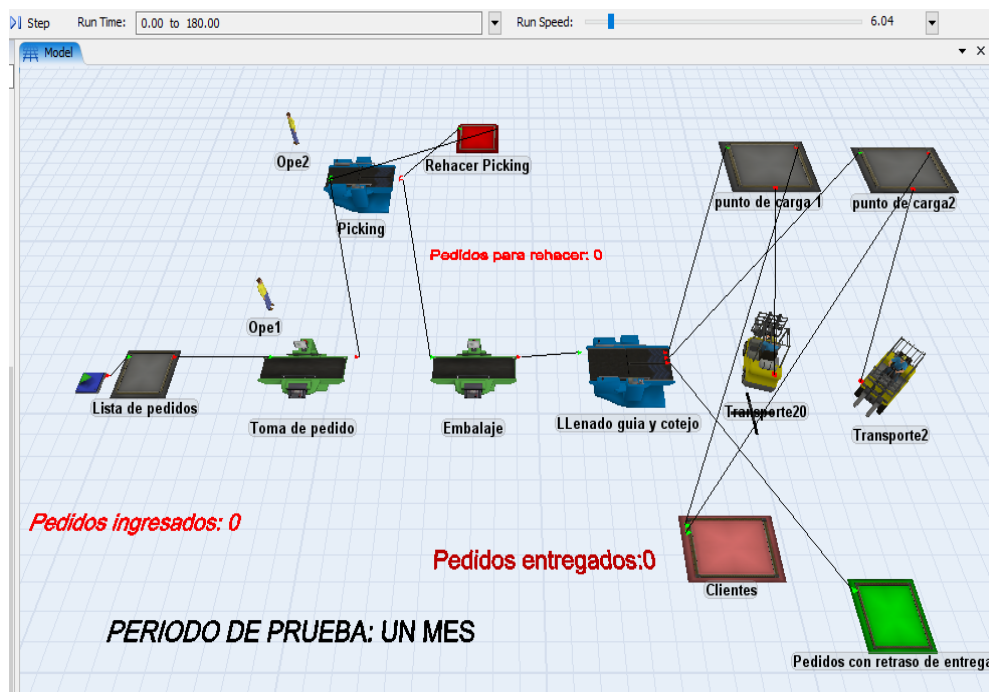 Step Run Time: 0.00 to 180.00 Run Speed: 6.04
Model
Ope2
Rehacer Picking
punto de carga 1
punto de carga2
Picking
Pedidos para rehacer: 0
Ope1
Lista de pedidos
Toma de pedido
Embalaje
LLenado guia y cotejo
Transporte20
Transporte2
Pedidos ingresados: 0
Pedidos entregados:0
Clientes
PERIODO DE PRUEBA: UN MES
Pedidos con retraso de entrega